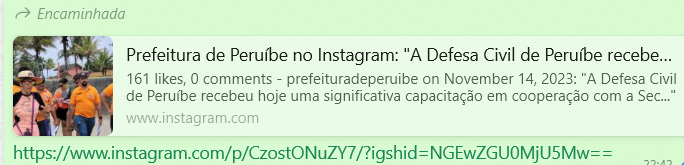 Encaminhada
Prefeitura de Peruíbe no Instagram: "A Defesa Civil de Peruíbe recebe...
161 likes, 0 comments - prefeituradeperuibe on November 14, 2023: "A Defesa Civil
de Peruíbe recebeu hoje uma significativa capacitação em cooperação com a Sec..."
www.instagram.com
https://www.instagram.com/p/CzostONuZY7/?igshid=NGEwZGU0MjU5Mw==
22:42